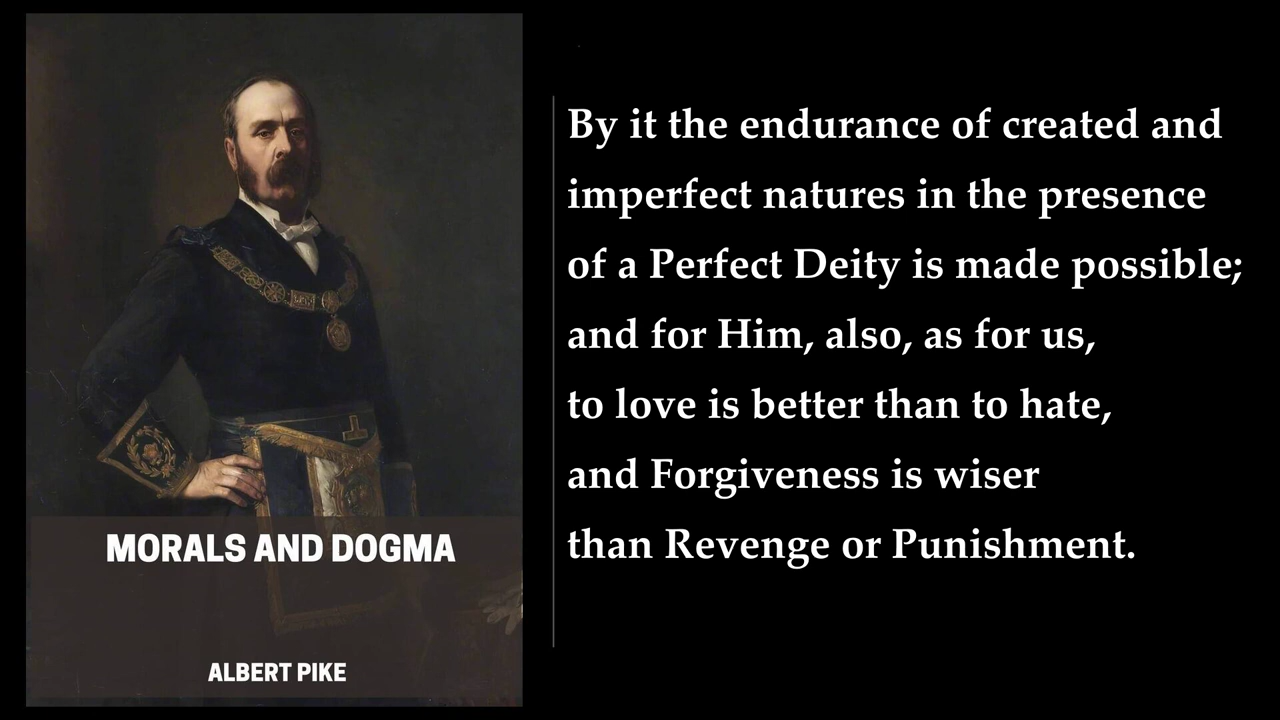 MORALS AND DOGMA
ALBERT PIKE
By it the endurance of created and
imperfect natures in the presence
of a Perfect Deity is made possible;
and for Him, also, as for us,
to love is better than to hate,
and Forgiveness is wiser
than Revenge or Punishment.